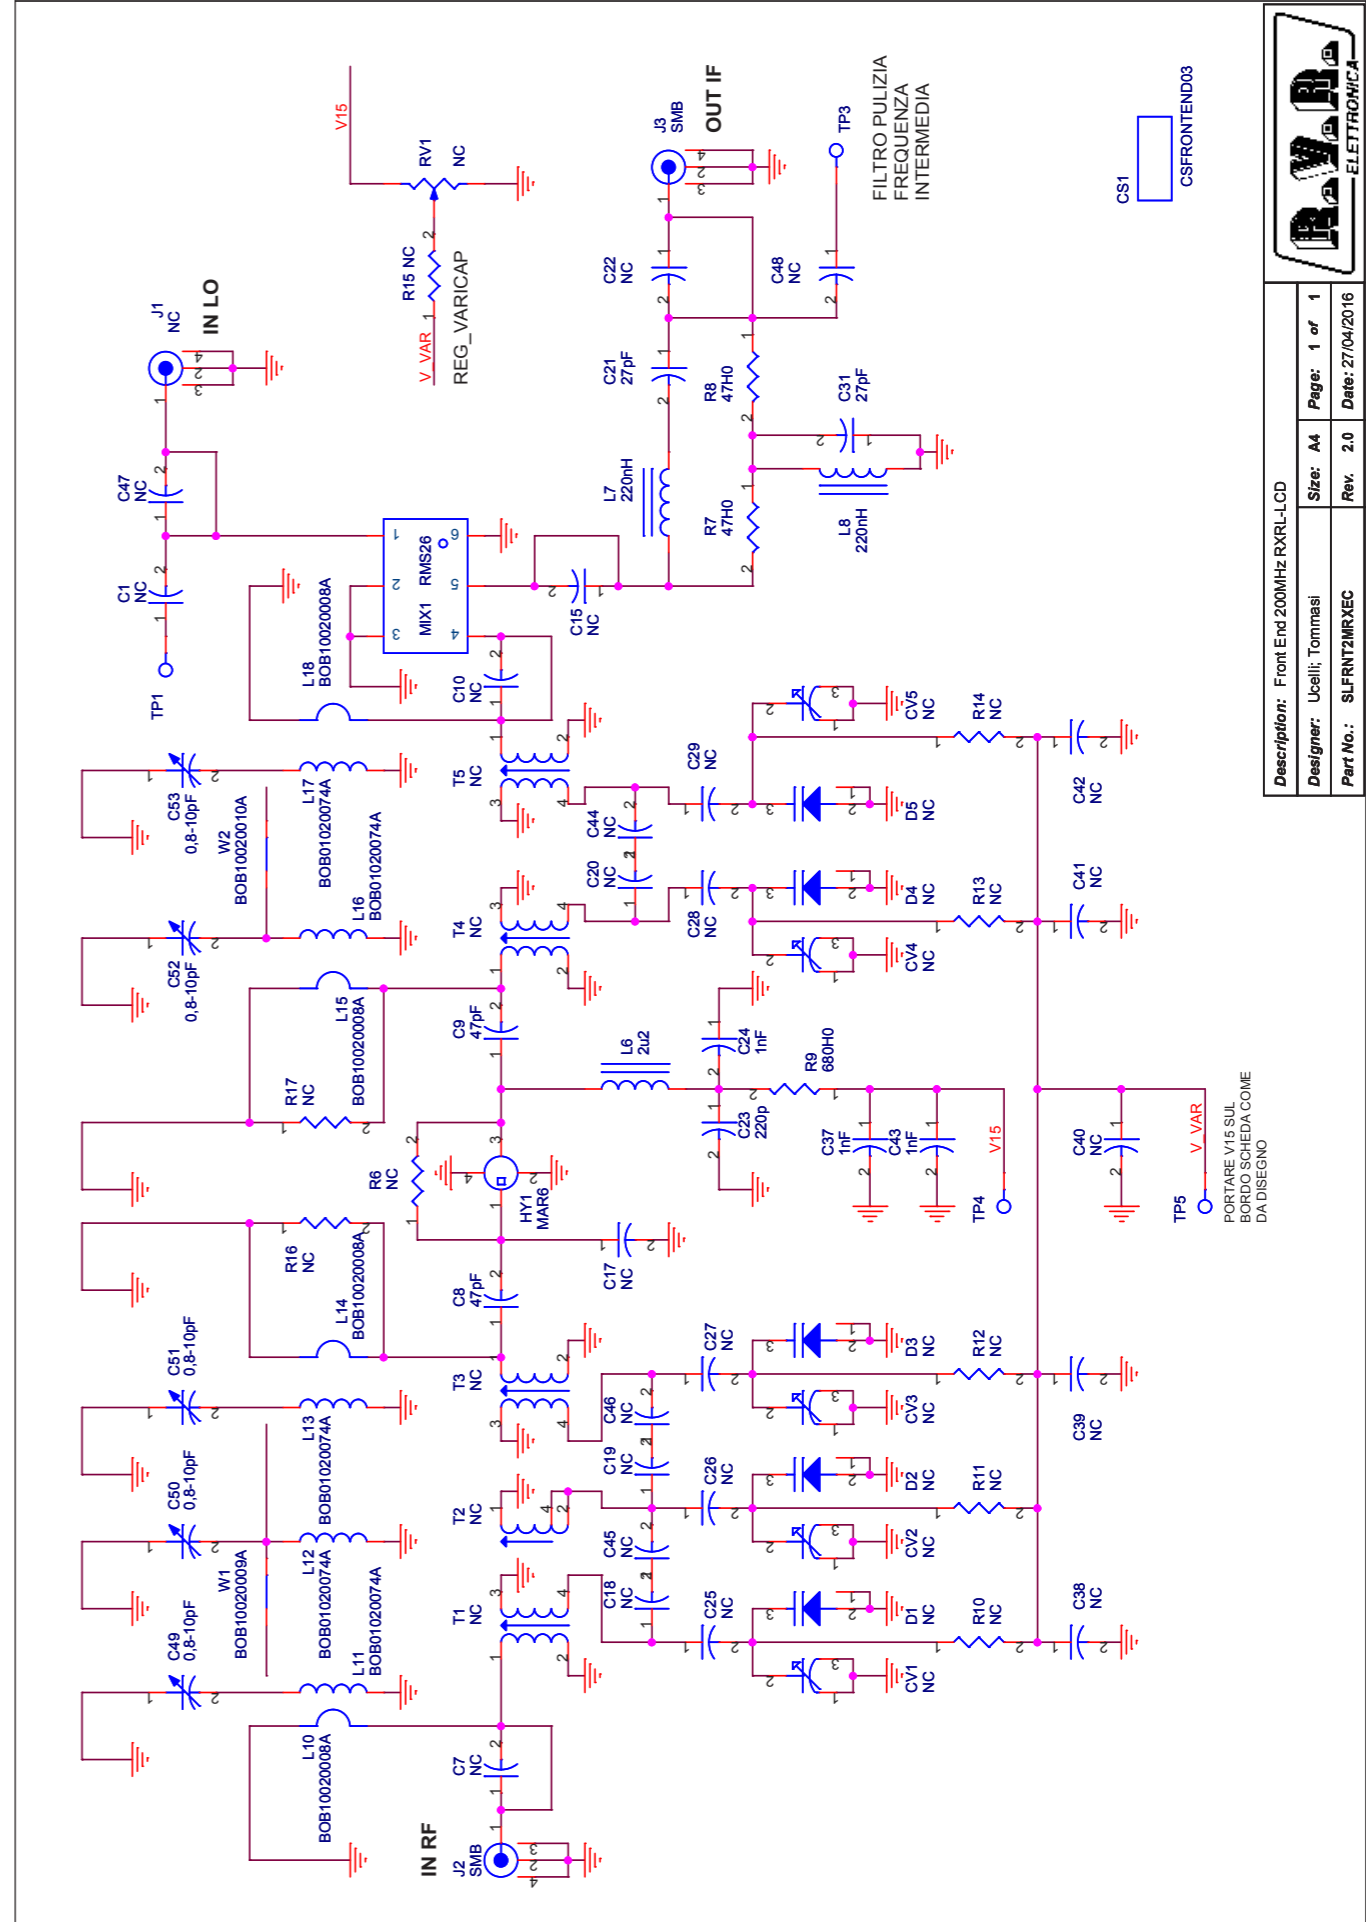 IN RF
J2
SMB
C7
NC
L10
BOB10020008A
C49
0,8-10pF
L11
BOB01020074A
W1
BOB10020009A
C50
0,8-10pF
L12
BOB01020074A
C51
0,8-10pF
L13
BOB01020074A
L14
BOB10020008A
R16
NC
R17
NC
L15
BOB10020008A
C52
0,8-10pF
L16
BOB01020074A
W2
BOB10020010A
C53
0,8-10pF
L17
BOB01020074A
L18
BOB10020008A
TP1
C1
NC
C47
NC
J1
NC
IN LO
V15
RV1
NC
R15 NC
V_VAR
REG_VARICAP
T1
NC
T2
NC
T3
NC
C8
47pF
HY1
MAR6
R6
NC
C17
NC
C9
47pF
T4
NC
T5
NC
C10
NC
MIX1
RMS26
C15
NC
L7
220nH
C21
27pF
C22
NC
J3
SMB
OUT IF
R7
47H0
R8
47H0
L8
220nH
C31
27pF
C48
NC
TP3
FILTRO PULIZIA
FREQUENZA
INTERMEDIA
C18
NC
C45
NC
C19
NC
C46
NC
C20
NC
C44
NC
C25
NC
C26
NC
C27
NC
C28
NC
C29
NC
L6
2u2
C23
220p
C24
1nF
R9
680H0
C37
1nF
C43
1nF
V15
TP4
CV1
NC
D1
NC
CV2
NC
D2
NC
CV3
NC
D3
NC
CV4
NC
D4
NC
CV5
NC
D5
NC
R10
NC
R11
NC
R12
NC
R13
NC
R14
NC
C38
NC
C39
NC
C40
NC
C41
NC
C42
NC
V_VAR
TP5
PORTARE V15 SUL
BORDO SCHEDA COME
DA DISEGNO
CS1
CSFRONTEND03
Description: Front End 200MHz RXRL-LCD
Designer: Ucelli; Tommasi
Size: A4
Page: 1 of 1
Part No.: SLFRNT2MRXEC
Rev. 2.0
Date: 27/04/2016
R.V.R.
ELETTRONICA